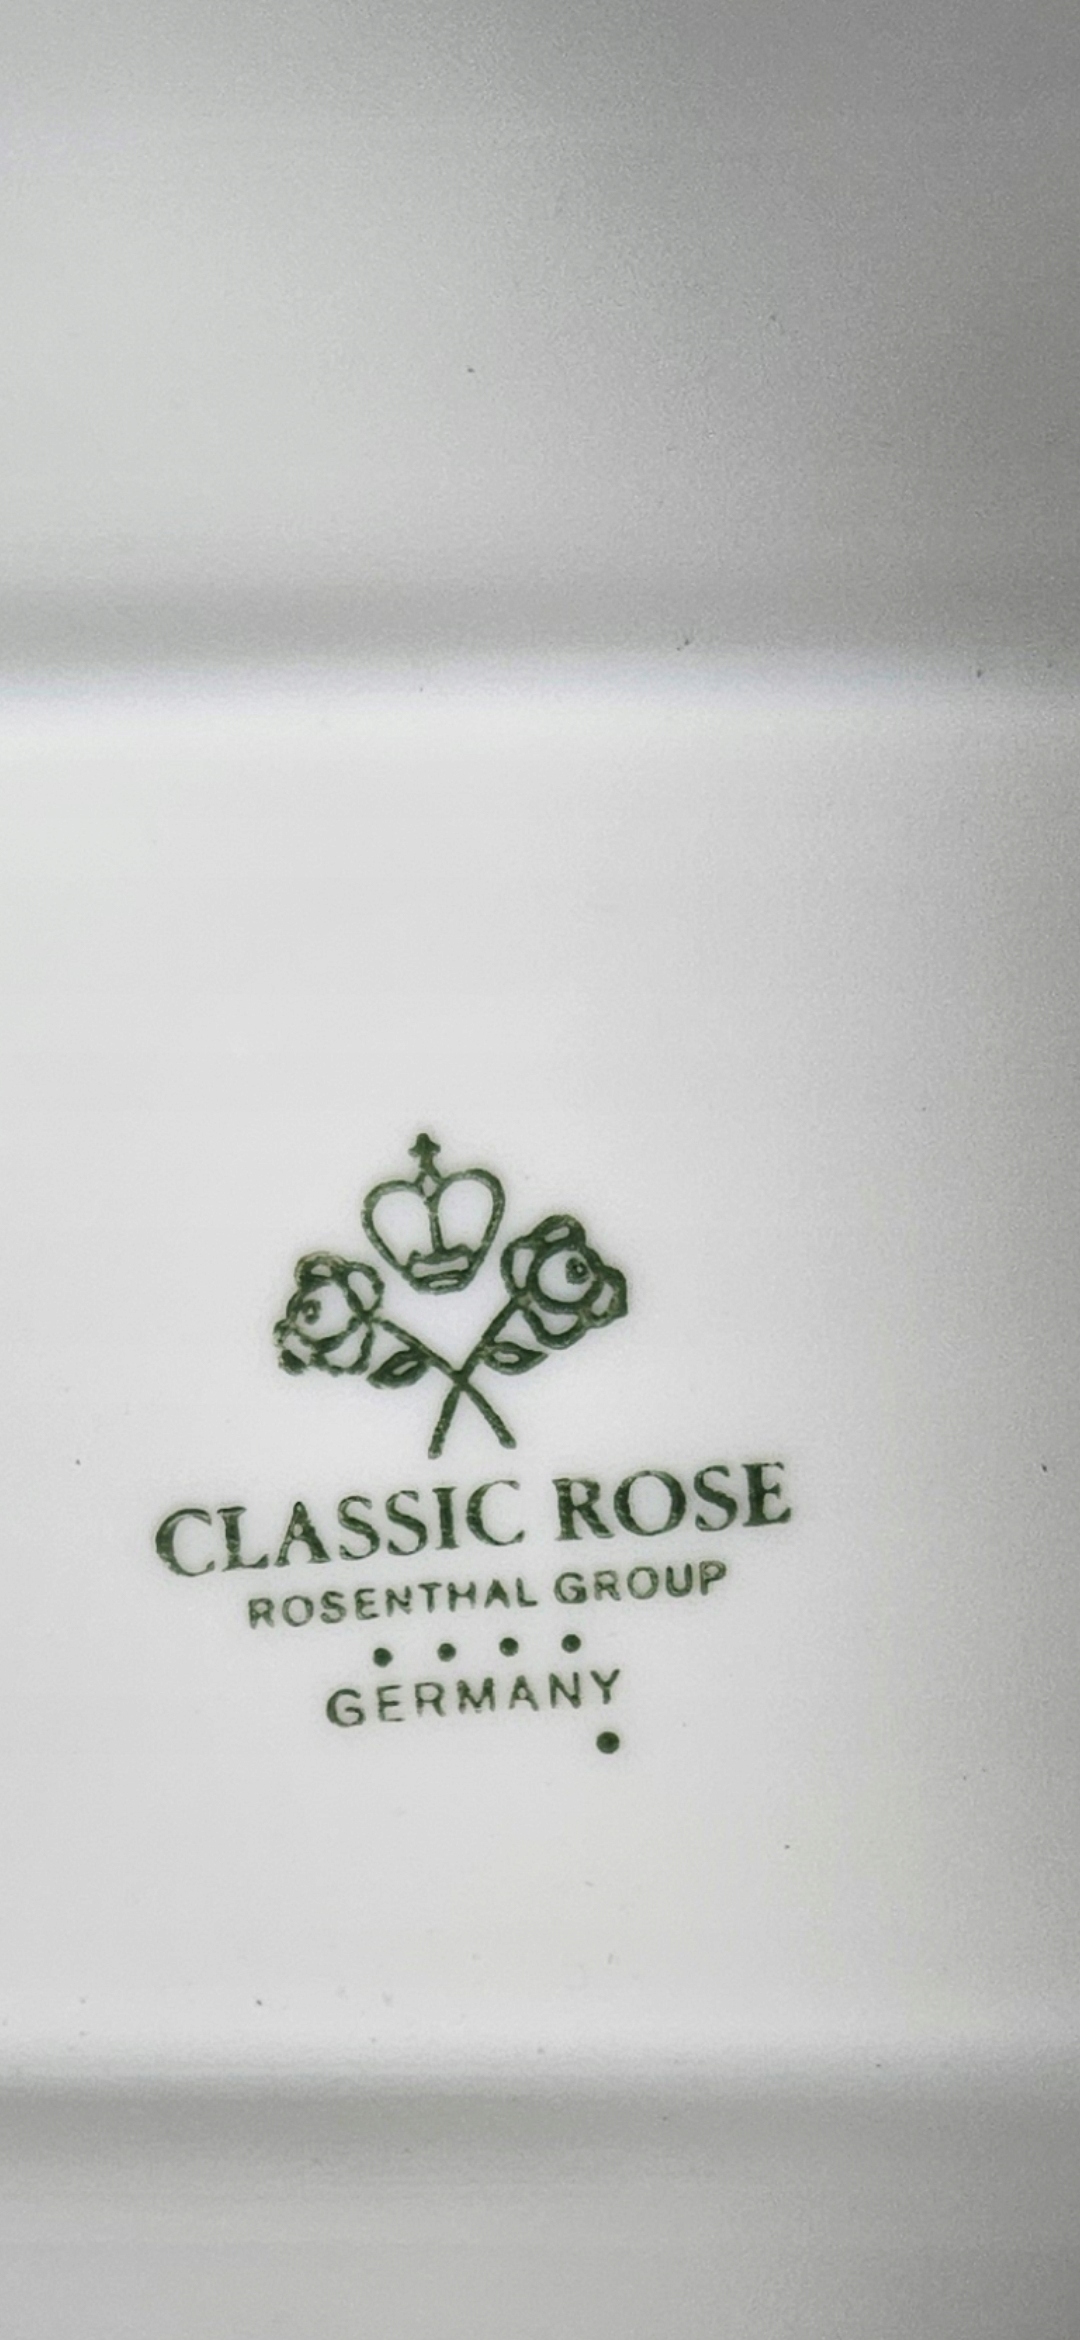 CLASSIC ROSE
ROSENTHAL GROUP
• • • •
GERMANY
•